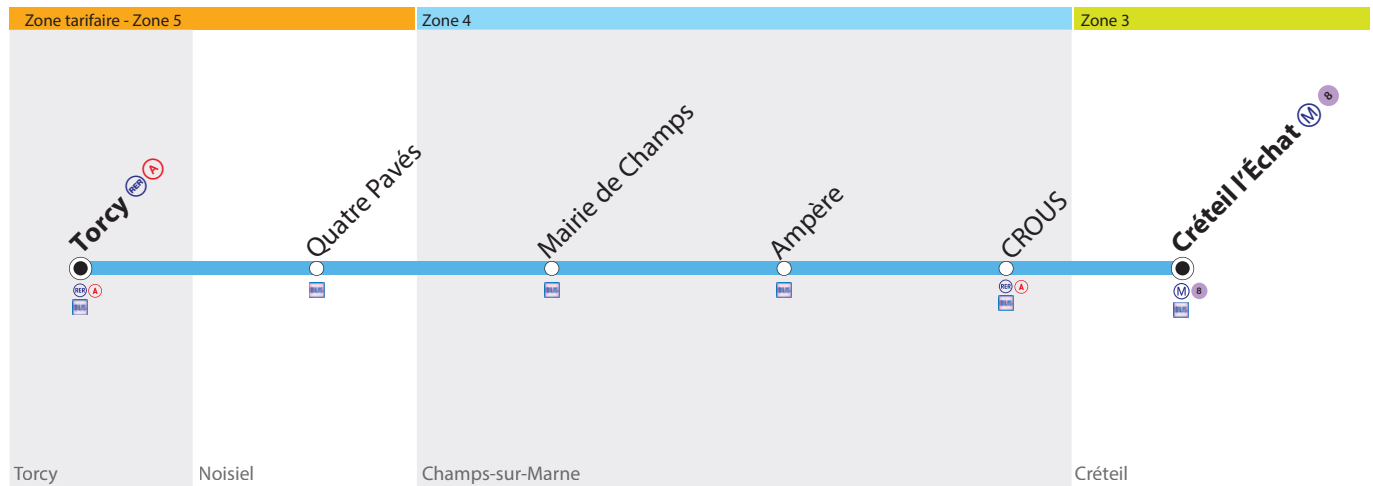 Zone tarifaire - Zone 5
Zone 4
Zone 3
Torcy RER A
Quatre Pavés
Mairie de Champs
Ampère
CROUS
Créteil l'Échat M 8
RER A
BUS
BUS
BUS
BUS
RER A
BUS
M 8
BUS
Torcy
Noisiel
Champs-sur-Marne
Créteil